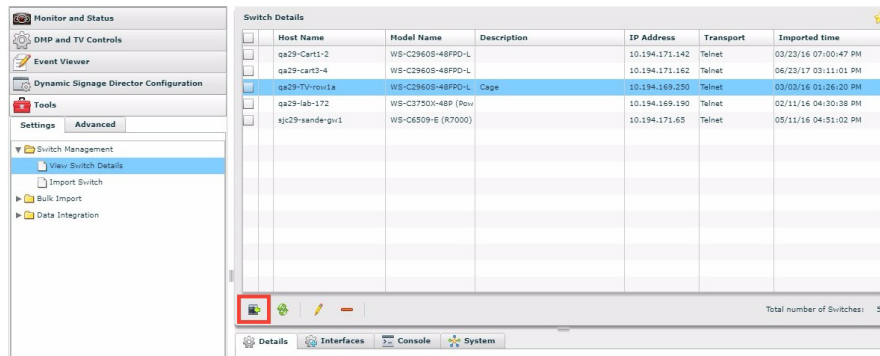 Monitor and Status
DMP and TV Controls
Event Viewer
Dynamic Signage Director Configuration
Tools
Settings Advanced
Switch Management
View Switch Details
Import Switch
Bulk Import
Data Integration
Switch Details
Host Name Model Name Description IP Address Transport Imported time
qa29-Cart1-2 WS-C2960S-48FPD-L 10.194.171.142 Telnet 03/23/16 07:00:47 PM
qa29-cart3-4 WS-C2960S-48FPD-L 10.194.171.162 Telnet 06/23/17 03:11:01 PM
qa29-TV-row1a WS-C2960S-48FPD-L Cage 10.194.169.250 Telnet 03/03/16 01:26:20 PM
qa29-lab-172 WS-C3750X-48P (Pow 10.194.169.190 Telnet 02/11/16 04:30:38 PM
sjc29-sande-gw1 WS-C6509-E (R7000) 10.194.171.65 Telnet 05/11/16 04:51:02 PM
Total number of Switches: 5
Details Interfaces Console System